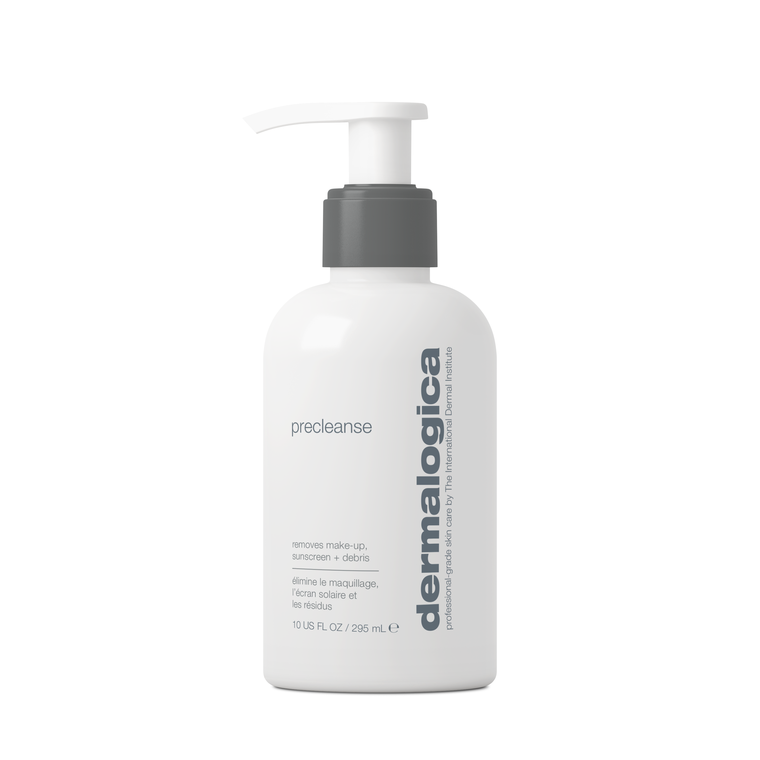 precleanse
removes make-up,
sunscreen + debris
élimine le maquillage,
l'écran solaire et
les résidus
10 US FL OZ / 295 mL ℮
dermalogica
professional-grade skin care by The International Dermal Institute